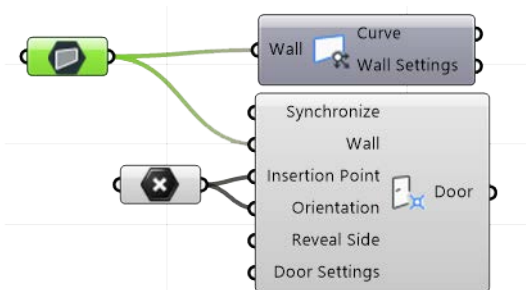 Wall
Curve
Wall Settings
Synchronize
Wall
Insertion Point
Orientation
Reveal Side
Door Settings
Door